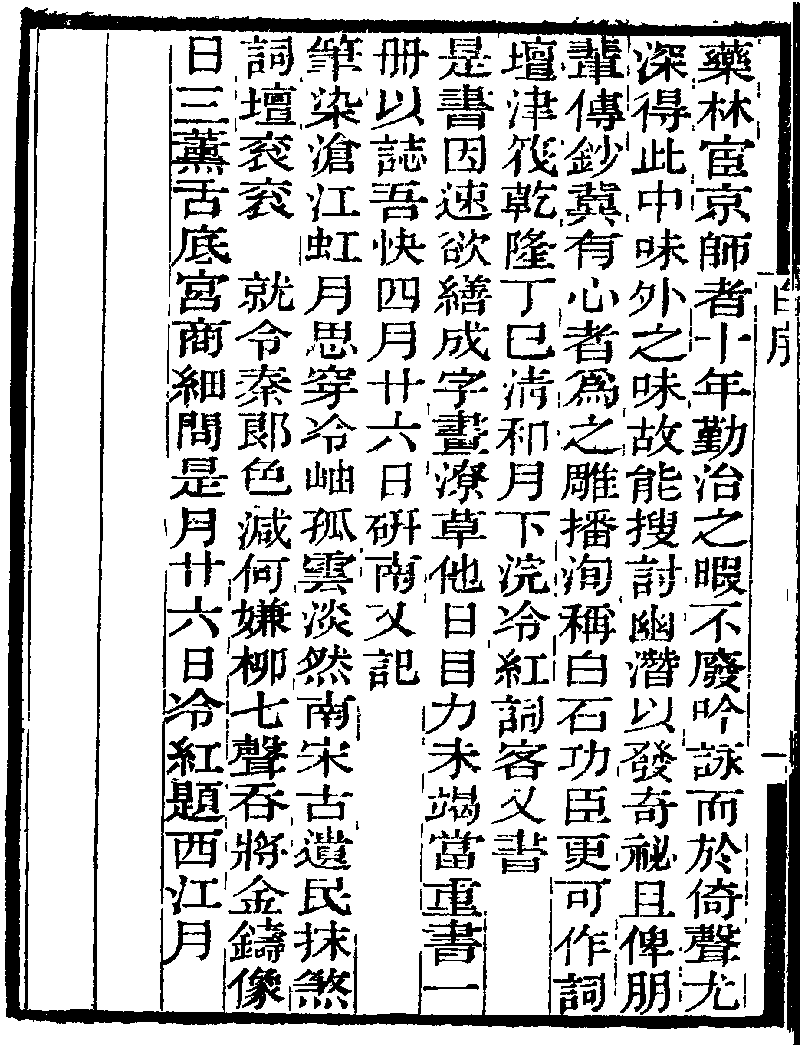 藥林宦京師者十年勤治之暇不廢吟詠而於倚聲尤
深得此中味外之味故能搜討幽潛以發奇祕且俾朋
輩傳鈔冀有心者爲之雕播洵稱白石功臣更可作詞
壇津筏乾隆丁巳淸和月下浣冷紅詞客又書
是書因速欲繕成字畫潦草他日目力未竭當重書一
册以誌吾快四月廿六日硏南又記
筆染滄江虹月思穿冷岫孤雲淡然南宋古遺民抹煞
詞壇衮衮　就令秦郎色減何嫌柳七聲吞將金鑄像
日三薰舌底宮商細問是月廿六日冷紅題西江月
自序
一